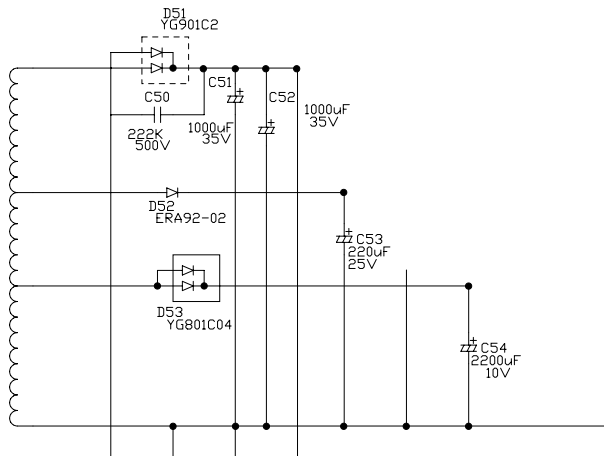 D51
YG901C2
C50
222K
500V
C51
1000uF
35V
C52
1000uF
35V
D52
ERA92-02
C53
220uF
25V
D53
YG801C04
C54
2200uF
10V
+
+
+
+